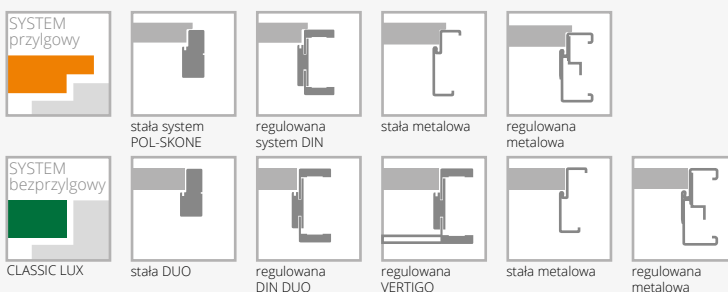 SYSTEM
przylgowy
stała system
POL-SKONE
regulowana
system DIN
stała metalowa
regulowana
metalowa
SYSTEM
bezprzylgowy
CLASSIC LUX
stała DUO
regulowana
DIN DUO
regulowana
VERTIGO
stała metalowa
regulowana
metalowa